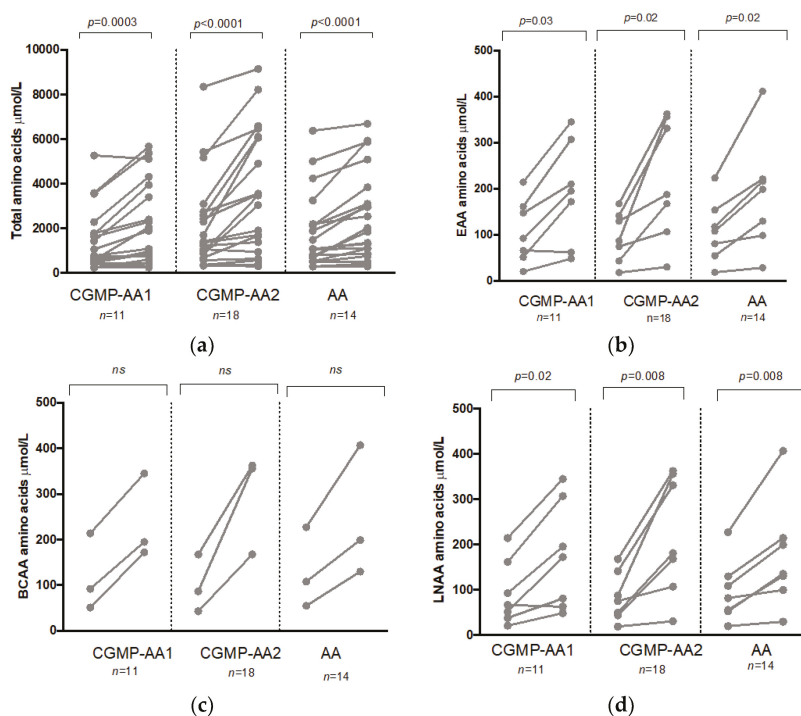 p=0.0003 p<0.0001 p<0.0001
10000
8000
6000
4000
2000
0
Total amino acids μmol/L
CGMP-AA1 CGMP-AA2 AA
n=11 n=18 n=14
(a)
p=0.03 p=0.02 p=0.02
500
400
300
200
100
0
EAA amino acids μmol/L
CGMP-AA1 CGMP-AA2 AA
n=11 n=18 n=14
(b)
ns ns ns
500
400
300
200
100
0
BCAA amino acids μmol/L
CGMP-AA1 CGMP-AA2 AA
n=11 n=18 n=14
(c)
p=0.02 p=0.008 p=0.008
500
400
300
200
100
0
LNAA amino acids μmol/L
CGMP-AA1 CGMP-AA2 AA
n=11 n=18 n=14
(d)